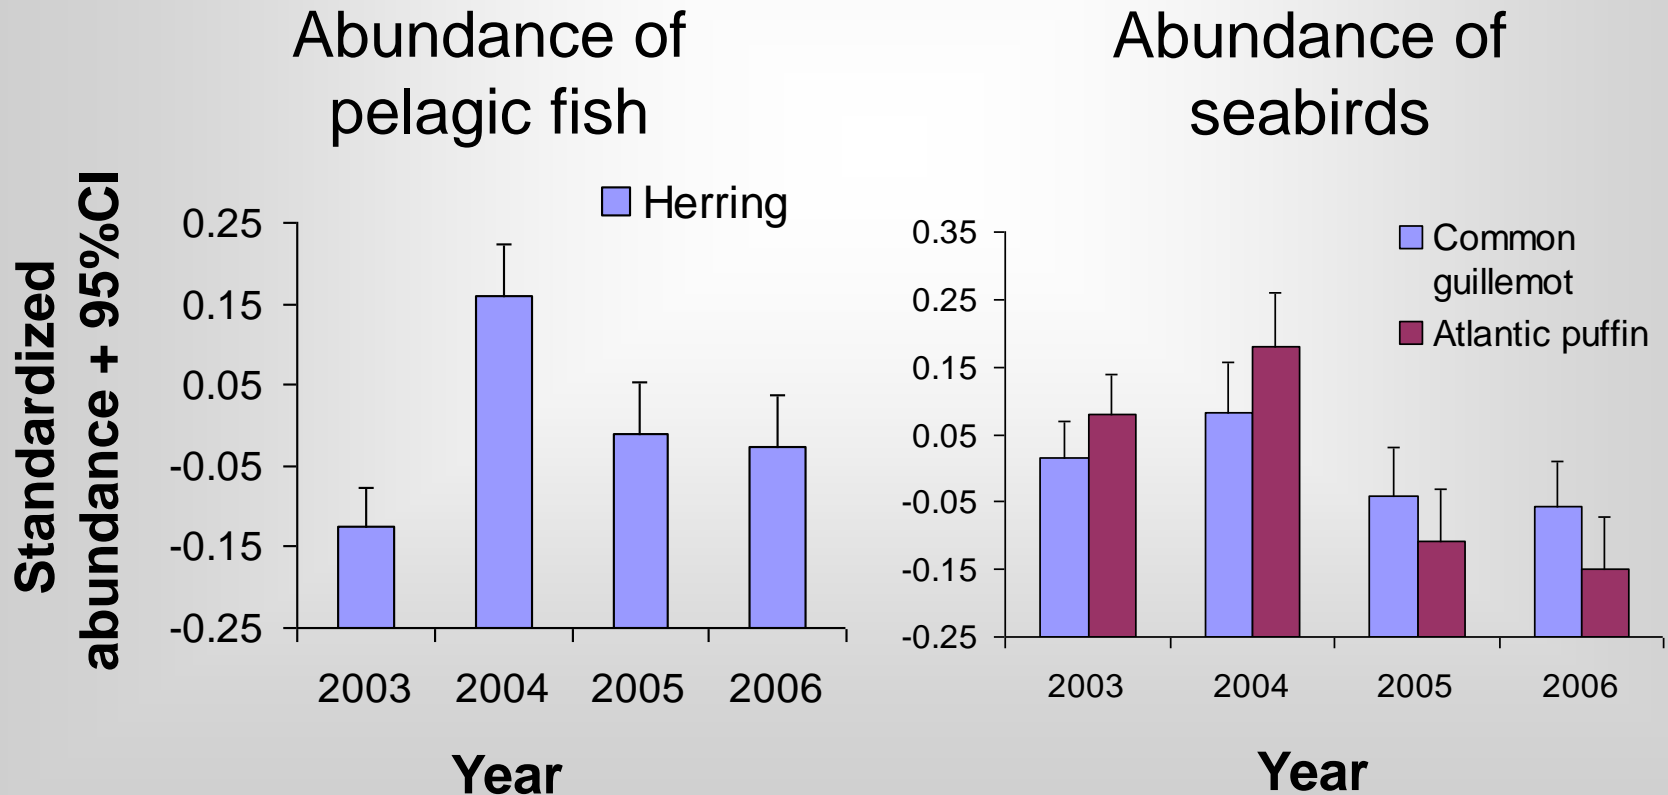 Abundance of
pelagic fish
Standardized
abundance + 95%CI
Herring
0.25
0.15
0.05
-0.05
-0.15
-0.25
2003 2004 2005 2006
Year
Abundance of
seabirds
Common
guillemot
Atlantic puffin
0.35
0.25
0.15
0.05
-0.05
-0.15
-0.25
2003 2004 2005 2006
Year